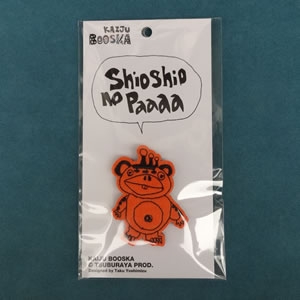 KAIJU
BOOSKA
Shioshio
no Paaaa
KAIJU BOOSKA
© TSUBURAYA PROD.
Designed by Taku Yoshimizu